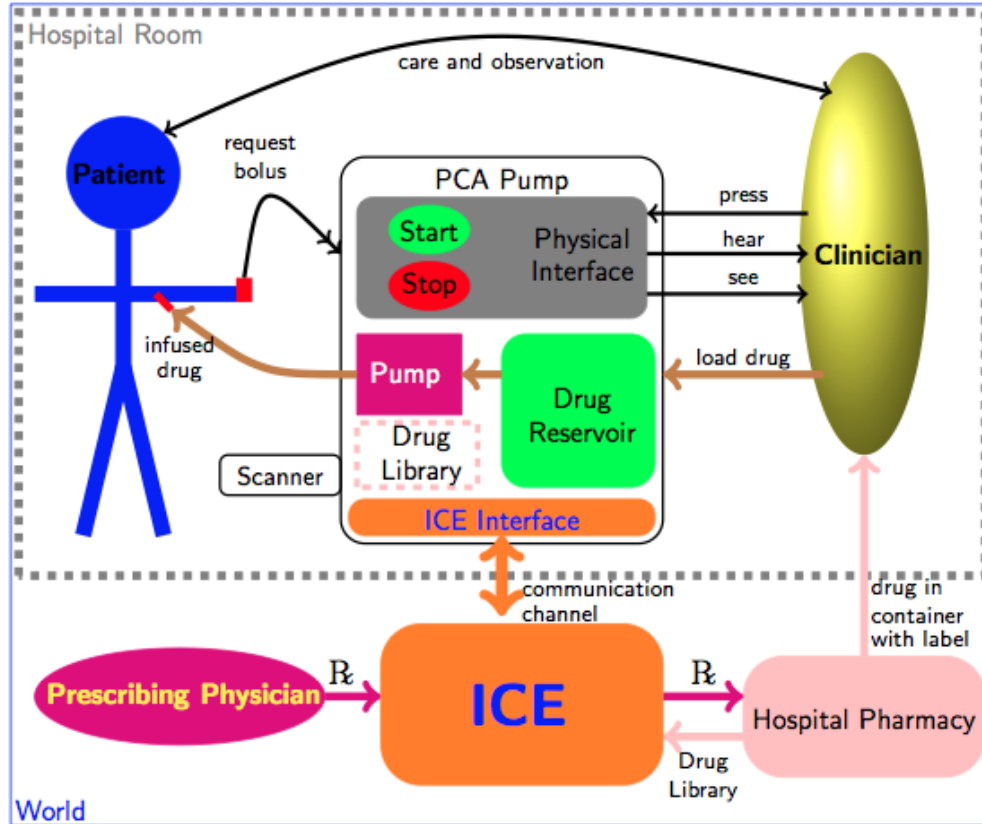 Hospital Room
care and observation
Patient
request
bolus
PCA Pump
Start
Stop
Physical
Interface
press
hear
see
Clinician
infused
drug
Pump
Drug
Reservoir
load drug
Drug
Library
Scanner
ICE Interface
communication
channel
drug in
container
with label
Prescribing Physician
℞
ICE
℞
Hospital Pharmacy
Drug
Library
World